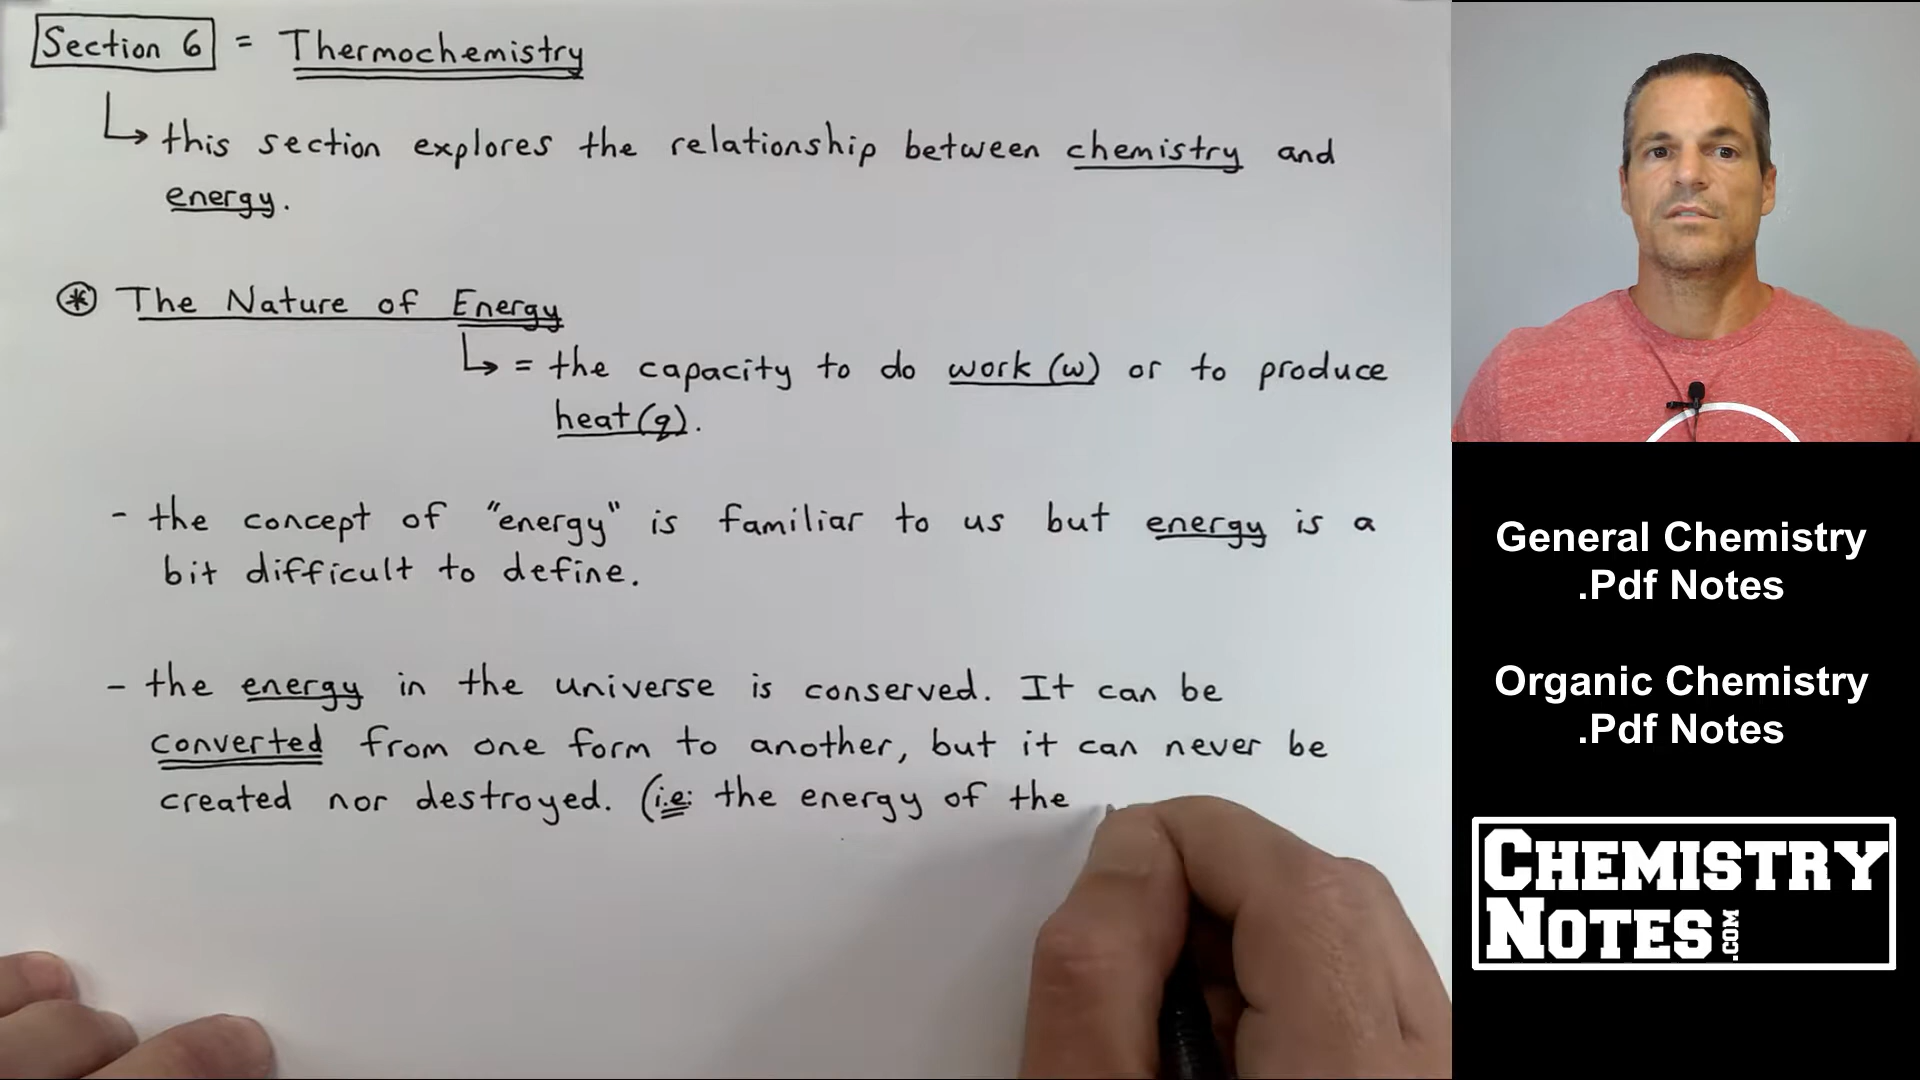 Section 6 = Thermochemistry
↳ this section explores the relationship between chemistry and
energy.
⊛ The Nature of Energy
↳ = the capacity to do work (w) or to produce
heat (q).
- the concept of "energy" is familiar to us but energy is a
bit difficult to define.
- the energy in the universe is conserved. It can be
converted from one form to another, but it can never be
created nor destroyed. (i.e: the energy of the
General Chemistry
.Pdf Notes
Organic Chemistry
.Pdf Notes
CHEMISTRY
NOTES.COM